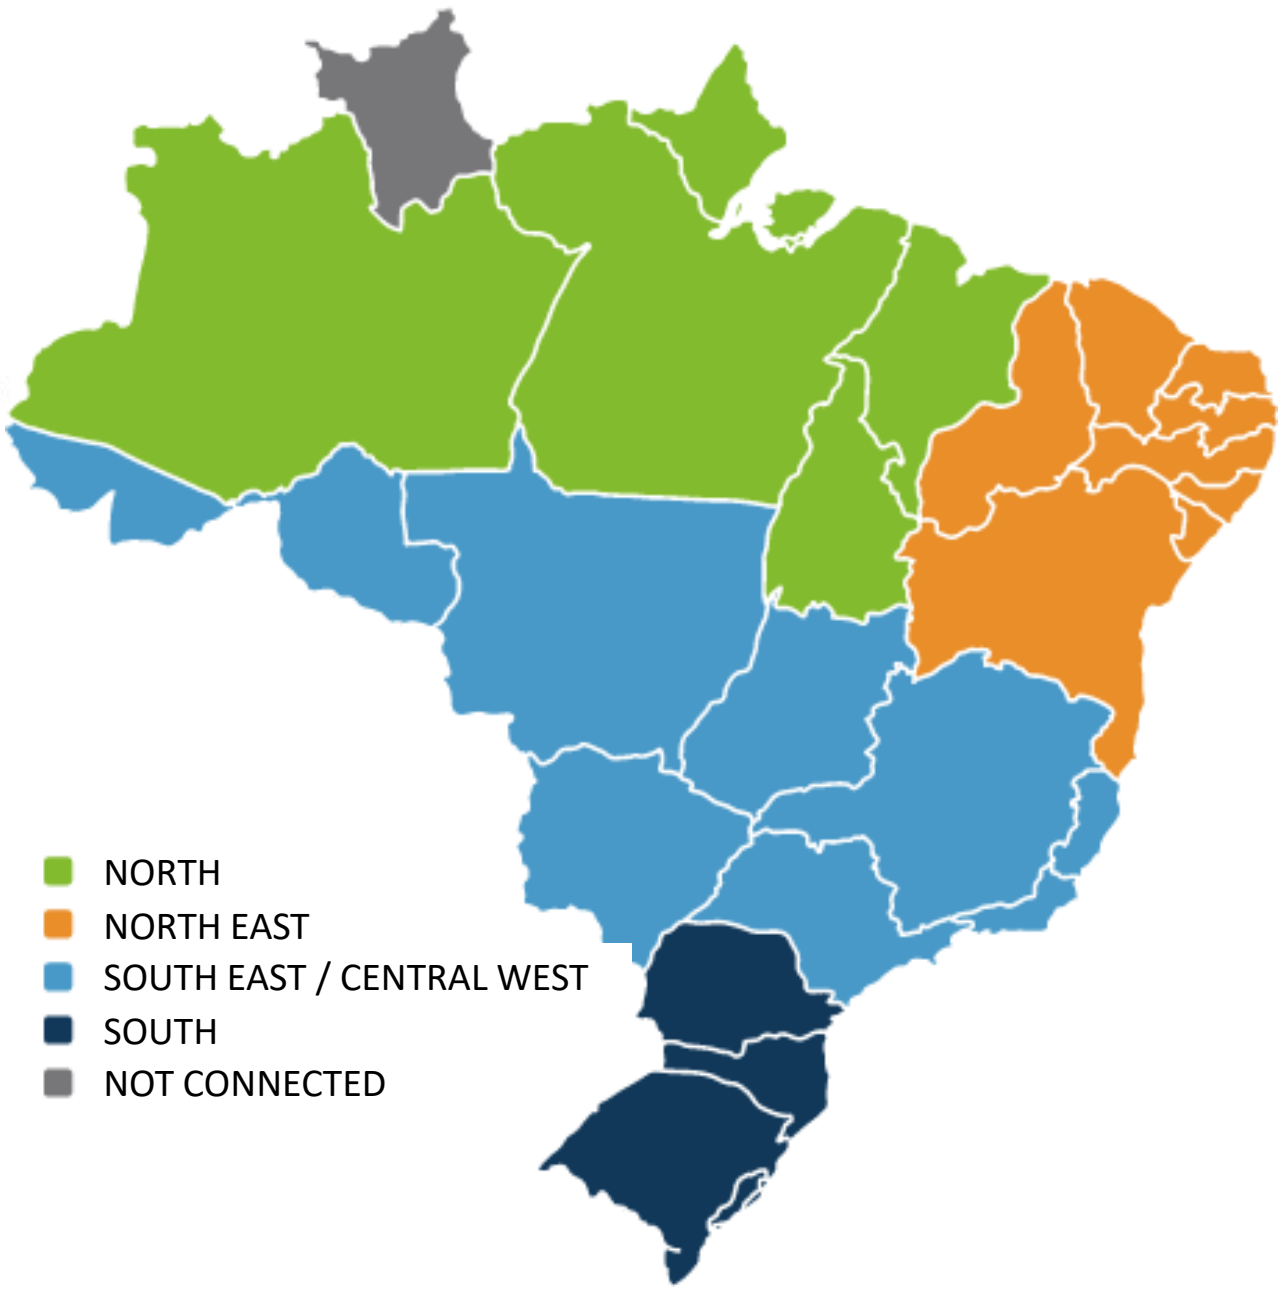 NORTH
NORTH EAST
SOUTH EAST / CENTRAL WEST
SOUTH
NOT CONNECTED